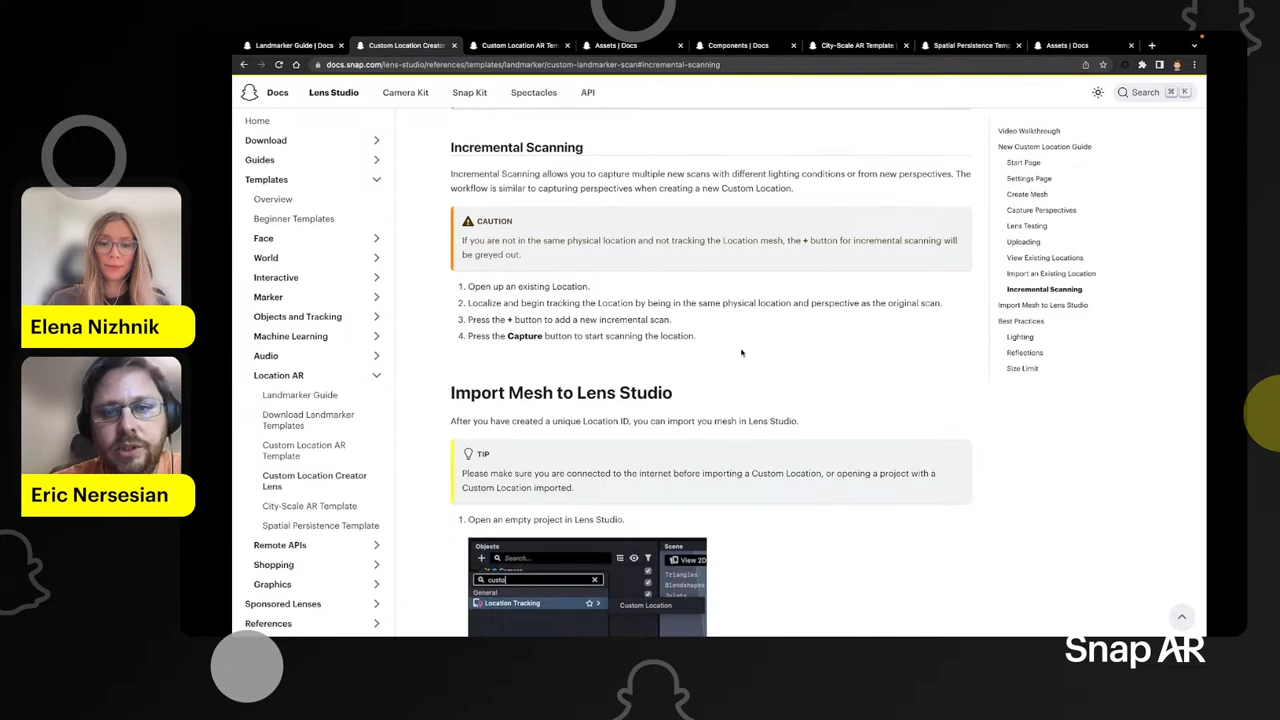 Landmarker Guide | Docs
Custom Location Creator
Custom Location AR Tem
Assets | Docs
Components | Docs
City-Scale AR Template |
Spatial Persistence Temp
Assets | Docs
docs.snap.com/lens-studio/references/templates/landmarker/custom-landmarker-scan#incremental-scanning
Docs
Lens Studio
Camera Kit
Snap Kit
Spectacles
API
Search ⌘ K
Home
Download
Guides
Templates
Overview
Beginner Templates
Face
World
Interactive
Marker
Objects and Tracking
Machine Learning
Audio
Location AR
Landmarker Guide
Download Landmarker
Templates
Custom Location AR
Template
Custom Location Creator
Lens
City-Scale AR Template
Spatial Persistence Template
Remote APIs
Shopping
Graphics
Sponsored Lenses
References
Incremental Scanning
Incremental Scanning allows you to capture multiple new scans with different lighting conditions or from new perspectives. The
workflow is similar to capturing perspectives when creating a new Custom Location.
CAUTION
If you are not in the same physical location and not tracking the Location mesh, the + button for incremental scanning will
be greyed out.
1. Open up an existing Location.
2. Localize and begin tracking the Location by being in the same physical location and perspective as the original scan.
3. Press the + button to add a new incremental scan.
4. Press the Capture button to start scanning the location.
Import Mesh to Lens Studio
After you have created a unique Location ID, you can import you mesh in Lens Studio.
TIP
Please make sure you are connected to the internet before importing a Custom Location, or opening a project with a
Custom Location imported.
1. Open an empty project in Lens Studio.
Objects
Search...
custo
General
Location Tracking
Custom Location
Scene
View 2D
Triangles
Blendshapes
Joints
Video Walkthrough
New Custom Location Guide
Start Page
Settings Page
Create Mesh
Capture Perspectives
Lens Testing
Uploading
View Existing Locations
Import an Existing Location
Incremental Scanning
Import Mesh to Lens Studio
Best Practices
Lighting
Reflections
Size Limit
Elena Nizhnik
Eric Nersesian
Snap AR